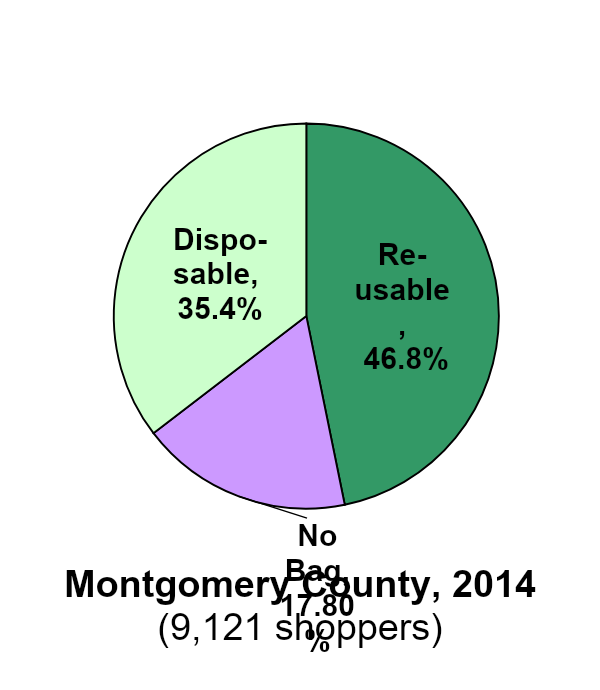 Dispo-
sable,
35.4%
Re-
usable
,
46.8%
No
Bag,
17.80
%
Montgomery County, 2014
(9,121 shoppers)